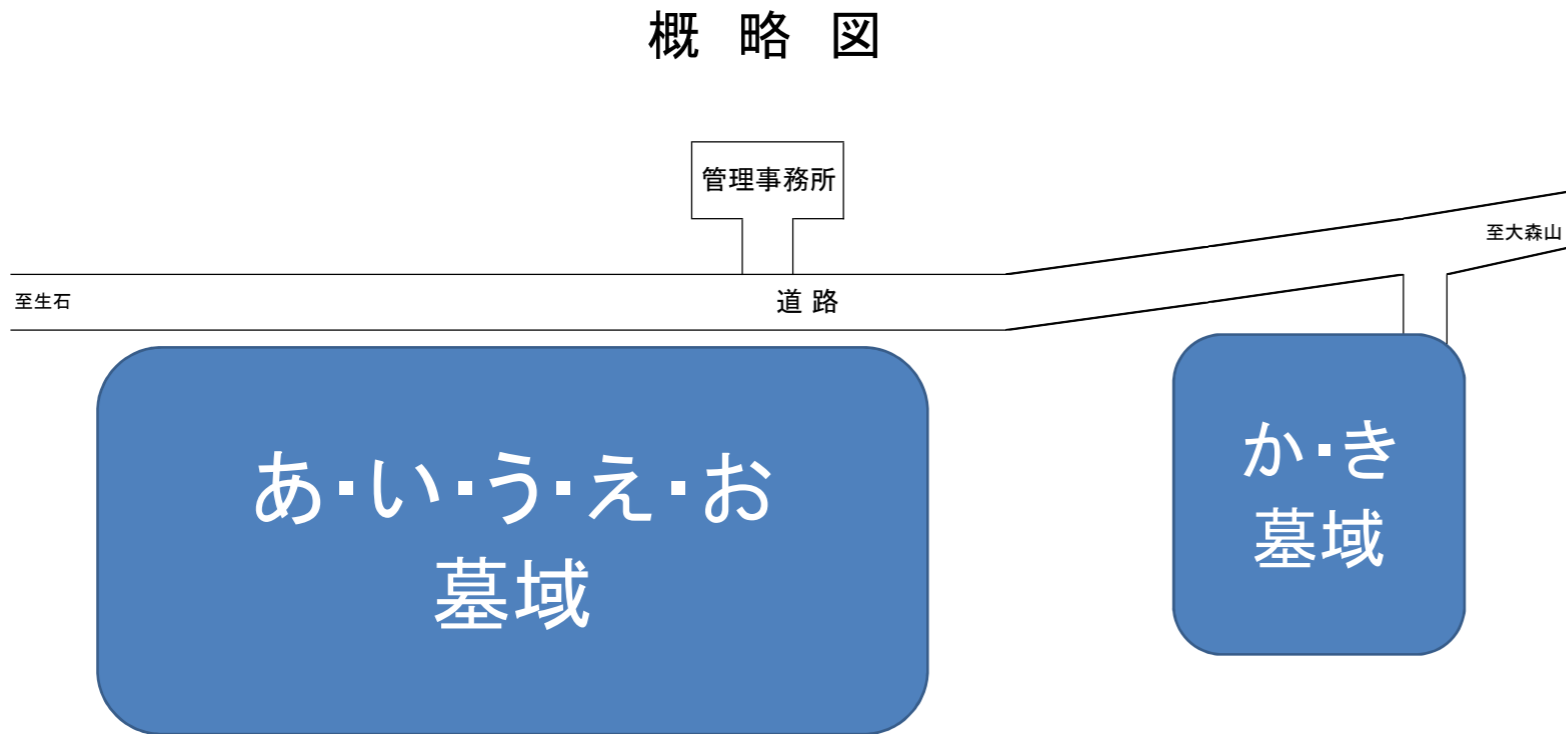 概 略 図
管理事務所
至大森山
至生石
道 路
あ・い・う・え・お
墓域
か・き
墓域